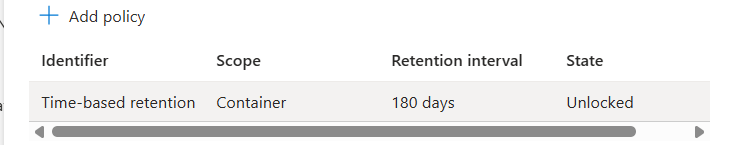 Add policy
Identifier Scope Retention interval State
Time-based retention Container 180 days Unlocked